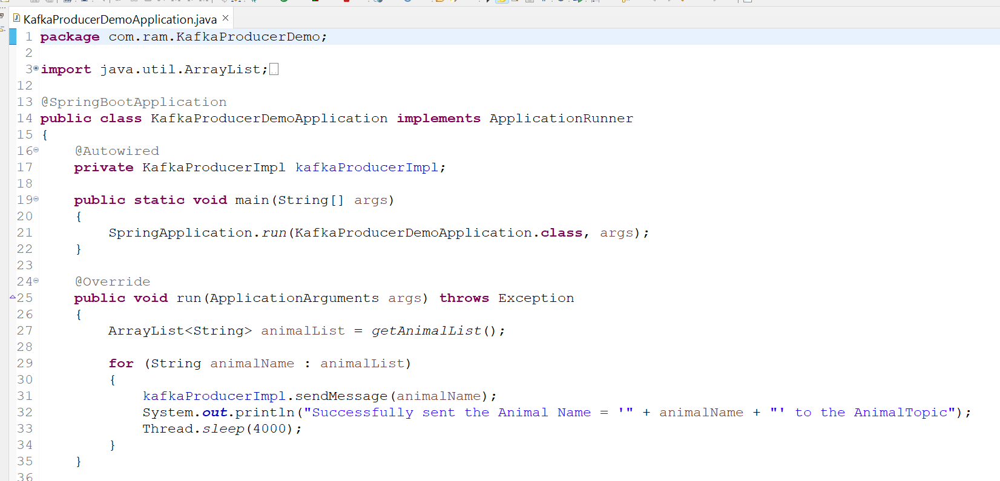 KafkaProducerDemoApplication.java
1 package com.ram.KafkaProducerDemo;
2
3 import java.util.ArrayList;
12
13 @SpringBootApplication
14 public class KafkaProducerDemoApplication implements ApplicationRunner
15 {
16 @Autowired
17 private KafkaProducerImpl kafkaProducerImpl;
18
19 public static void main(String[] args)
20 {
21 SpringApplication.run(KafkaProducerDemoApplication.class, args);
22 }
23
24 @Override
25 public void run(ApplicationArguments args) throws Exception
26 {
27 ArrayList<String> animalList = getAnimalList();
28
29 for (String animalName : animalList)
30 {
31 kafkaProducerImpl.sendMessage(animalName);
32 System.out.println("Successfully sent the Animal Name = '" + animalName + "' to the AnimalTopic");
33 Thread.sleep(4000);
34 }
35 }
36